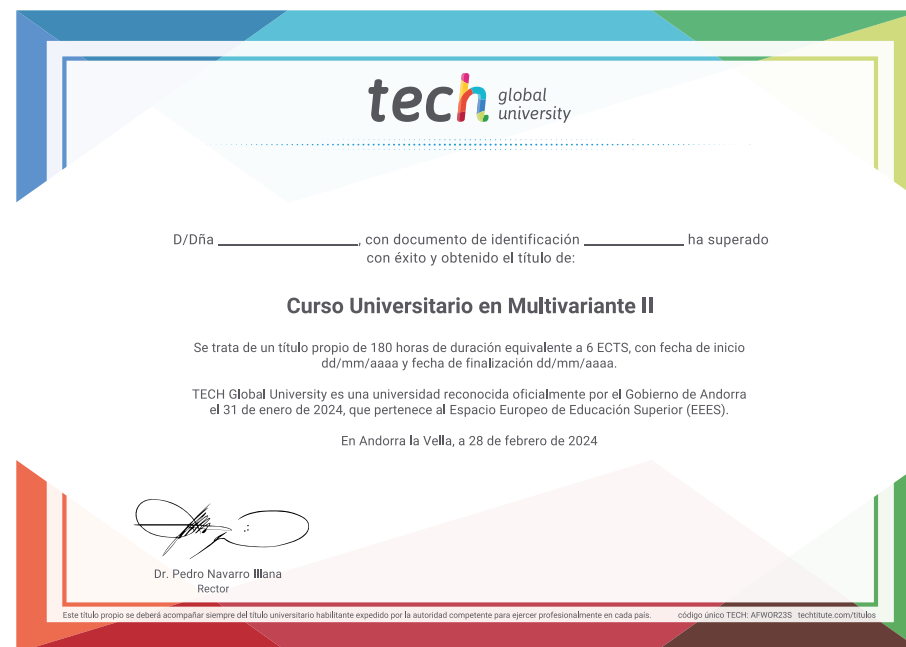 tech global university
D/Dña ____________________, con documento de identificación ______________ ha superado
con éxito y obtenido el título de:
Curso Universitario en Multivariante II
Se trata de un título propio de 180 horas de duración equivalente a 6 ECTS, con fecha de inicio
dd/mm/aaaa y fecha de finalización dd/mm/aaaa.
TECH Global University es una universidad reconocida oficialmente por el Gobierno de Andorra
el 31 de enero de 2024, que pertenece al Espacio Europeo de Educación Superior (EEES).
En Andorra la Vella, a 28 de febrero de 2024
Dr. Pedro Navarro Illana
Rector
Este título propio se deberá acompañar siempre del título universitario habilitante expedido por la autoridad competente para ejercer profesionalmente en cada país. código único TECH: AFWOR23S techtitute.com/titulos